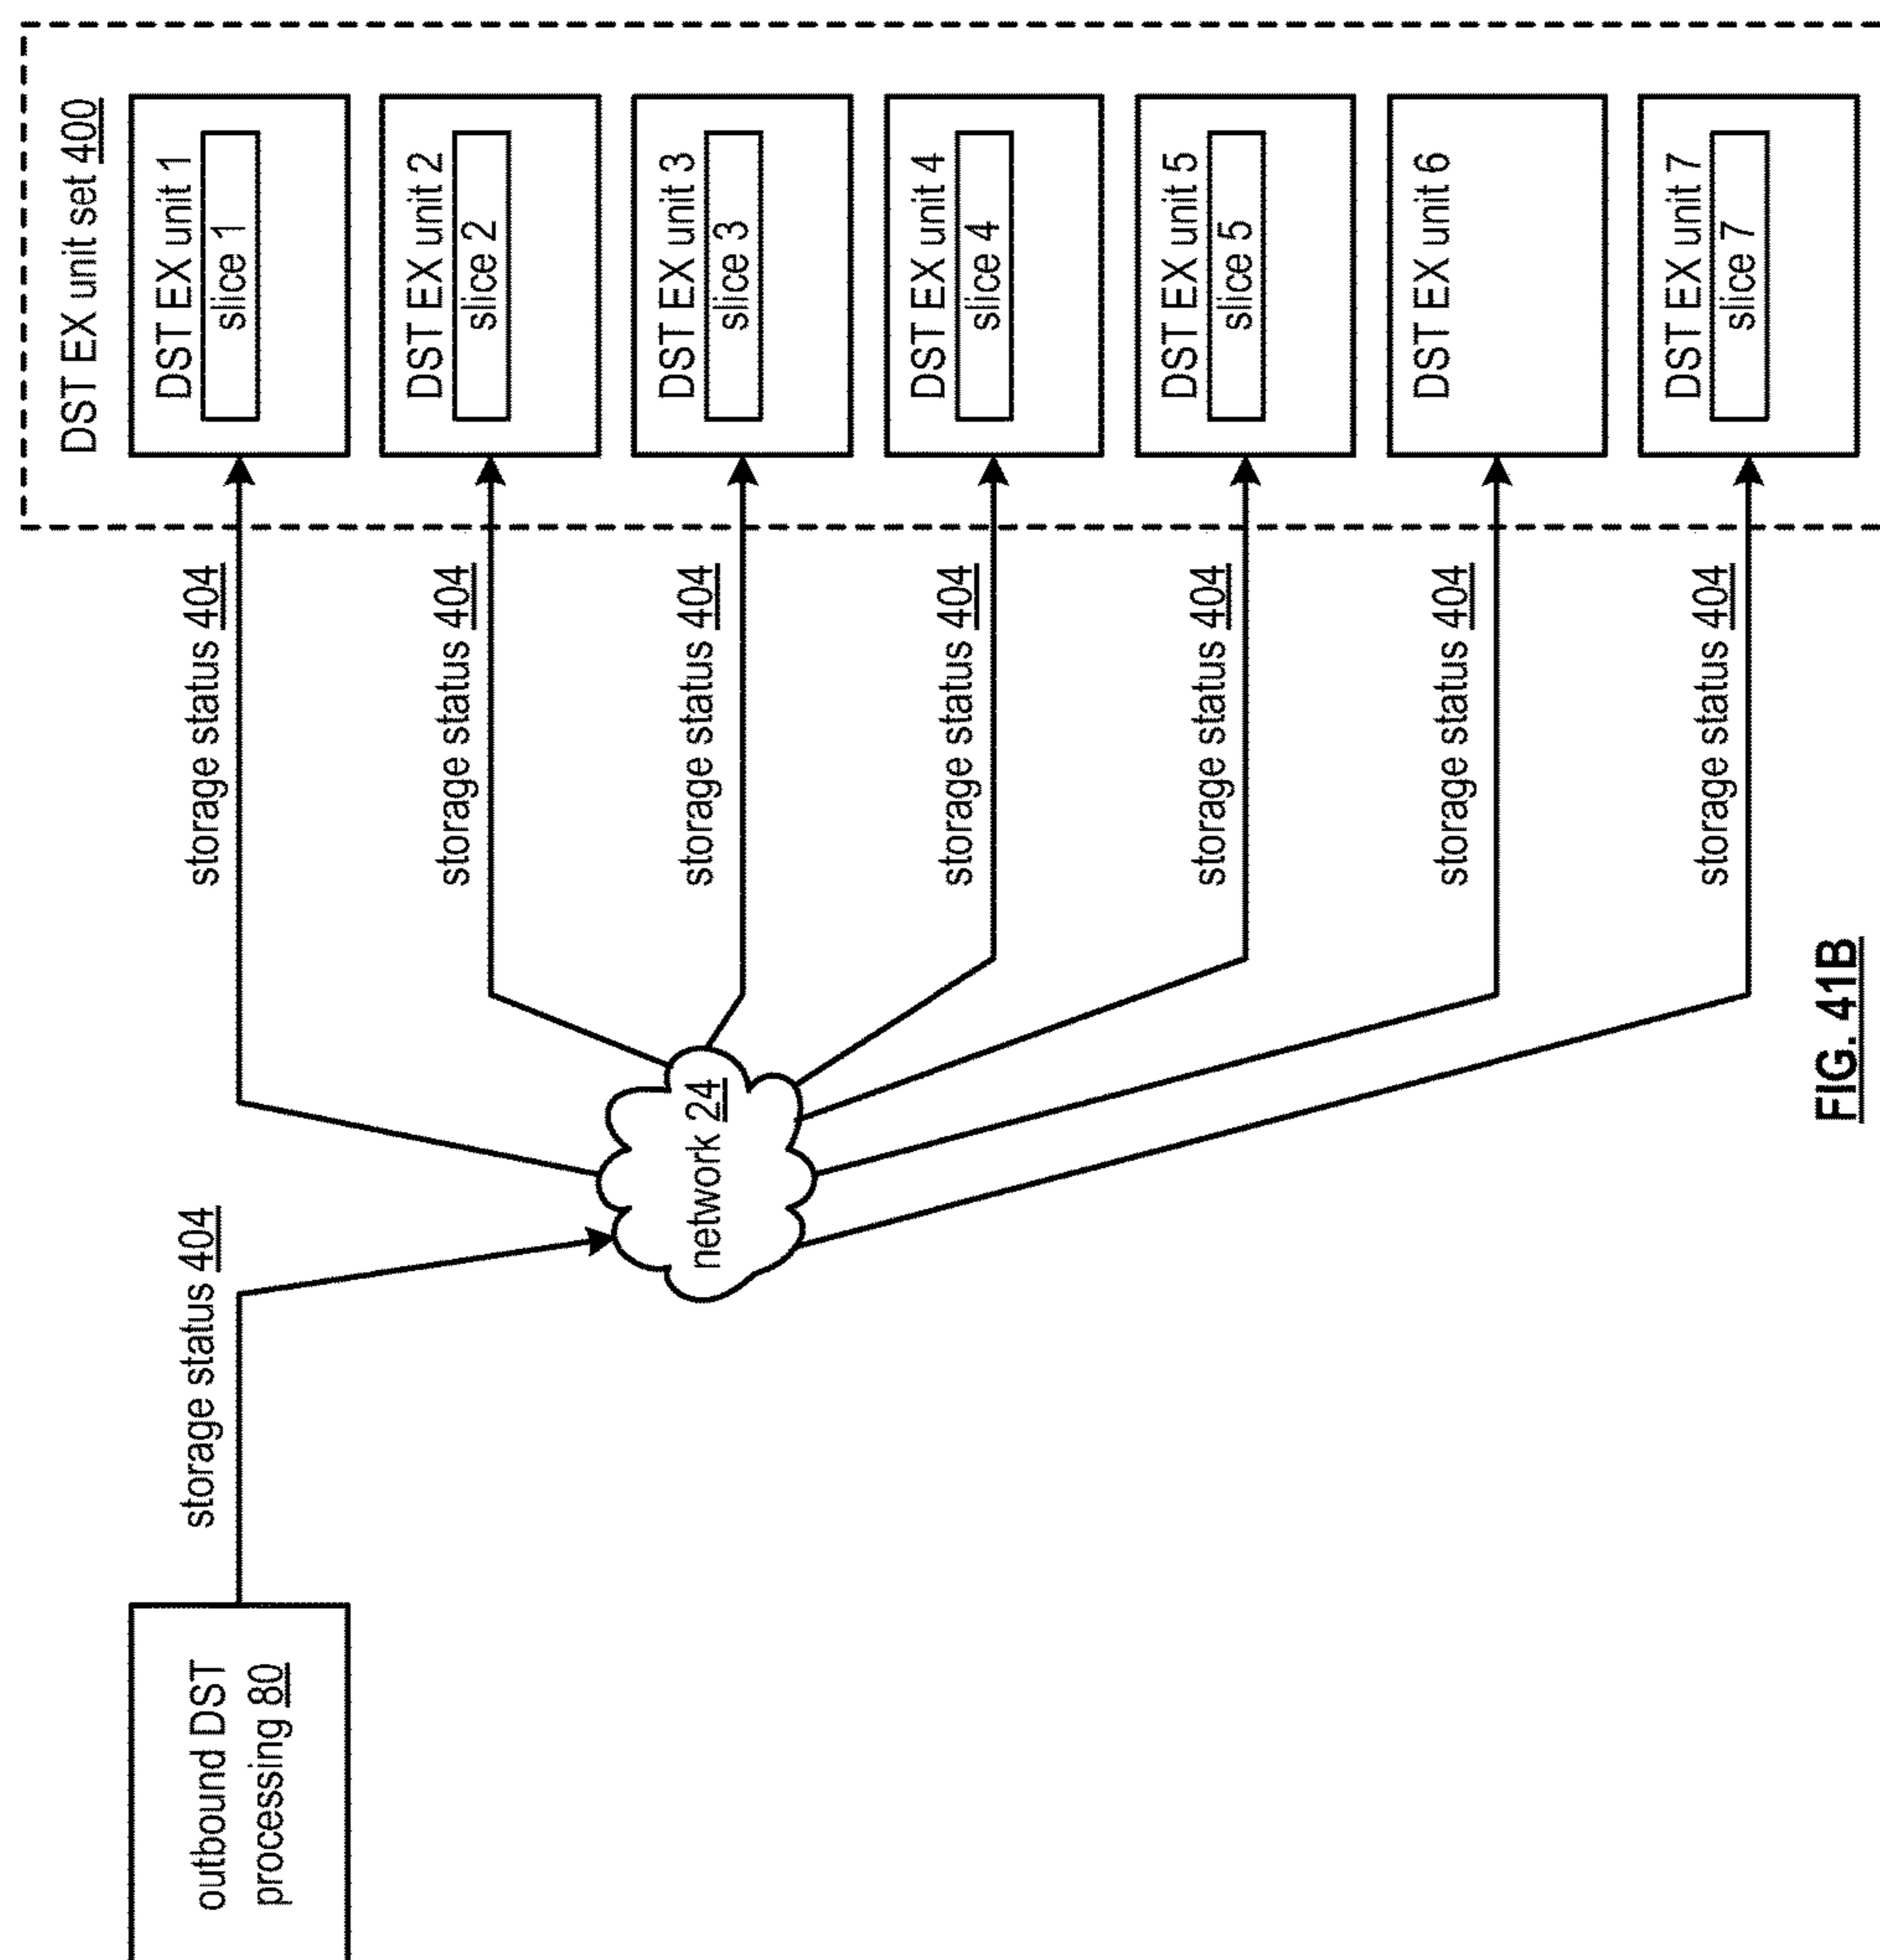 DST EX unit set 400
outbound DST
processing 80
storage status 404
network 24
storage status 404
DST EX unit 1
slice 1
storage status 404
DST EX unit 2
slice 2
storage status 404
DST EX unit 3
slice 3
storage status 404
DST EX unit 4
slice 4
storage status 404
DST EX unit 5
slice 5
storage status 404
DST EX unit 6
storage status 404
DST EX unit 7
slice 7
FIG. 41B